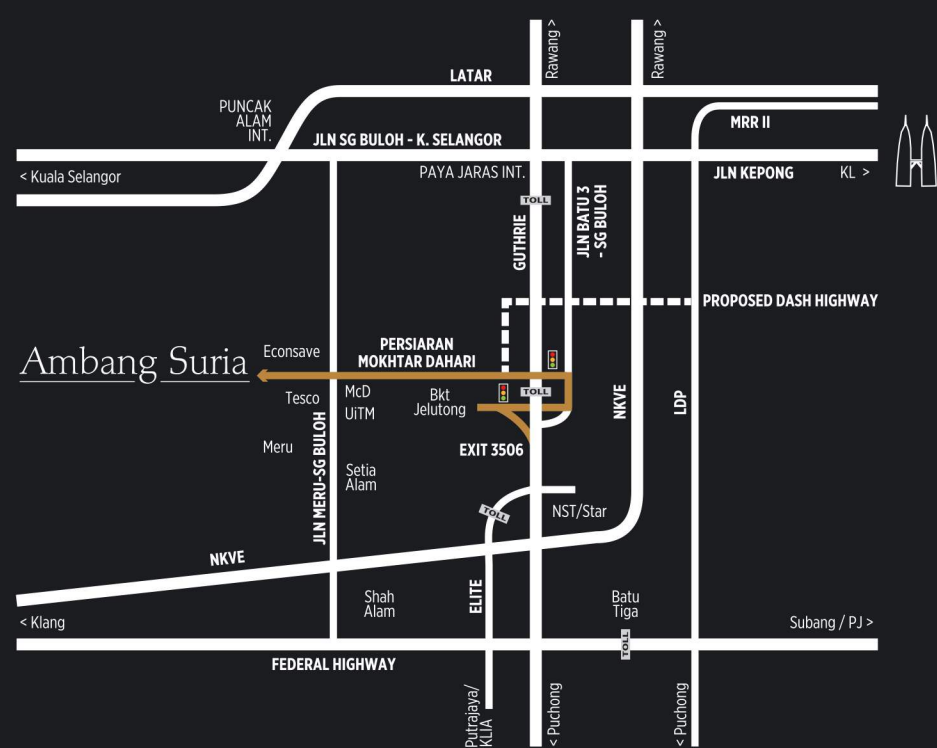 Rawang >
Rawang >
LATAR
PUNCAK
ALAM
INT.
MRR II
JLN SG BULOH - K. SELANGOR
< Kuala Selangor
PAYA JARAS INT.
JLN KEPONG
KL >
TOLL
GUTHRIE
JLN BATU 3
- SG BULOH
PROPOSED DASH HIGHWAY
Ambang Suria
Econsave
PERSIARAN
MOKHTAR DAHARI
Tesco
McD
UiTM
Bkt
Jelutong
TOLL
NKVE
LDP
Meru
EXIT 3506
JLN MERU-SG BULOH
Setia
Alam
TOLL
NST/Star
NKVE
ELITE
Shah
Alam
Batu
Tiga
< Klang
Subang / PJ >
TOLL
FEDERAL HIGHWAY
Putrajaya/
KLIA
< Puchong
< Puchong